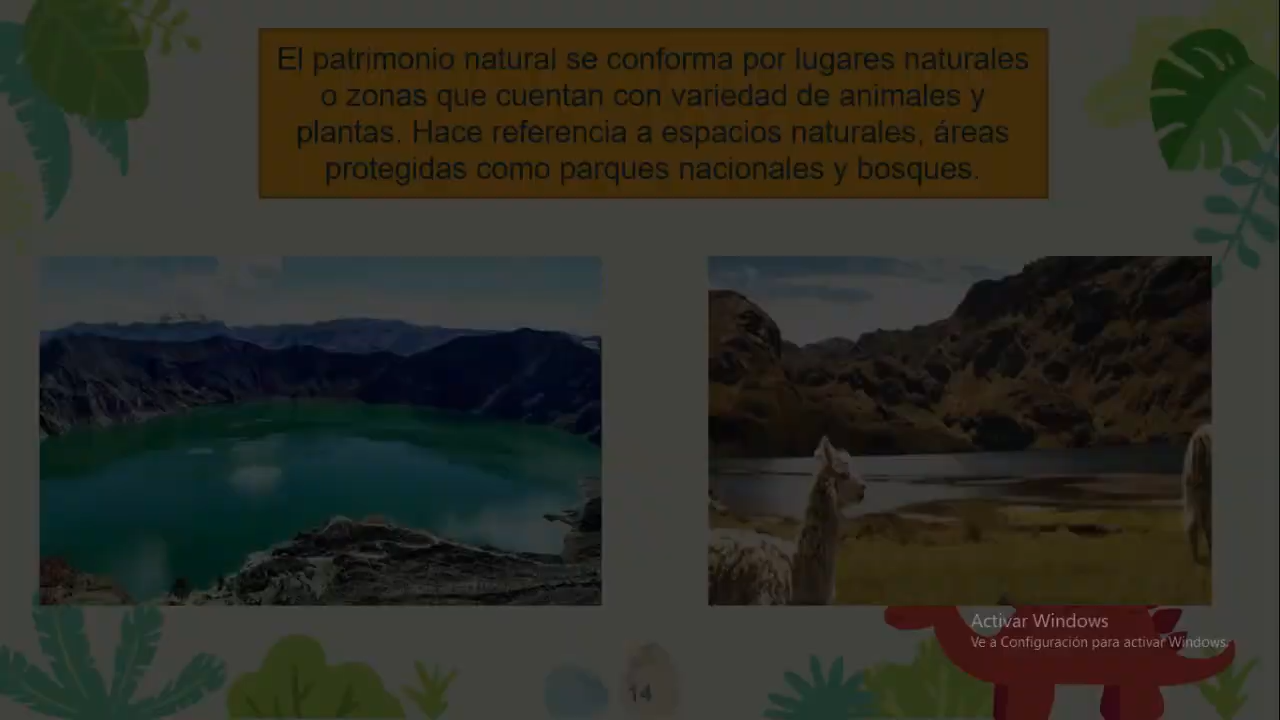 El patrimonio natural se conforma por lugares naturales
o zonas que cuentan con variedad de animales y
plantas. Hace referencia a espacios naturales, áreas
protegidas como parques nacionales y bosques.
Activar Windows
Ve a Configuración para activar Windows.
14